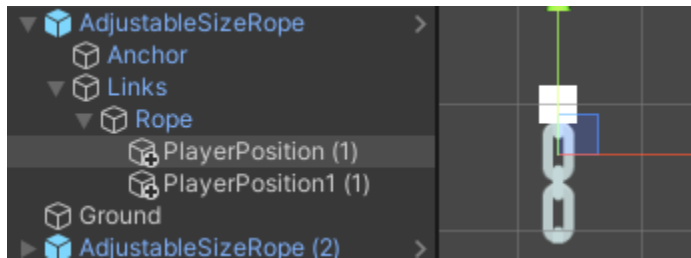 AdjustableSizeRope
Anchor
Links
Rope
PlayerPosition (1)
PlayerPosition1 (1)
Ground
AdjustableSizeRope (2)